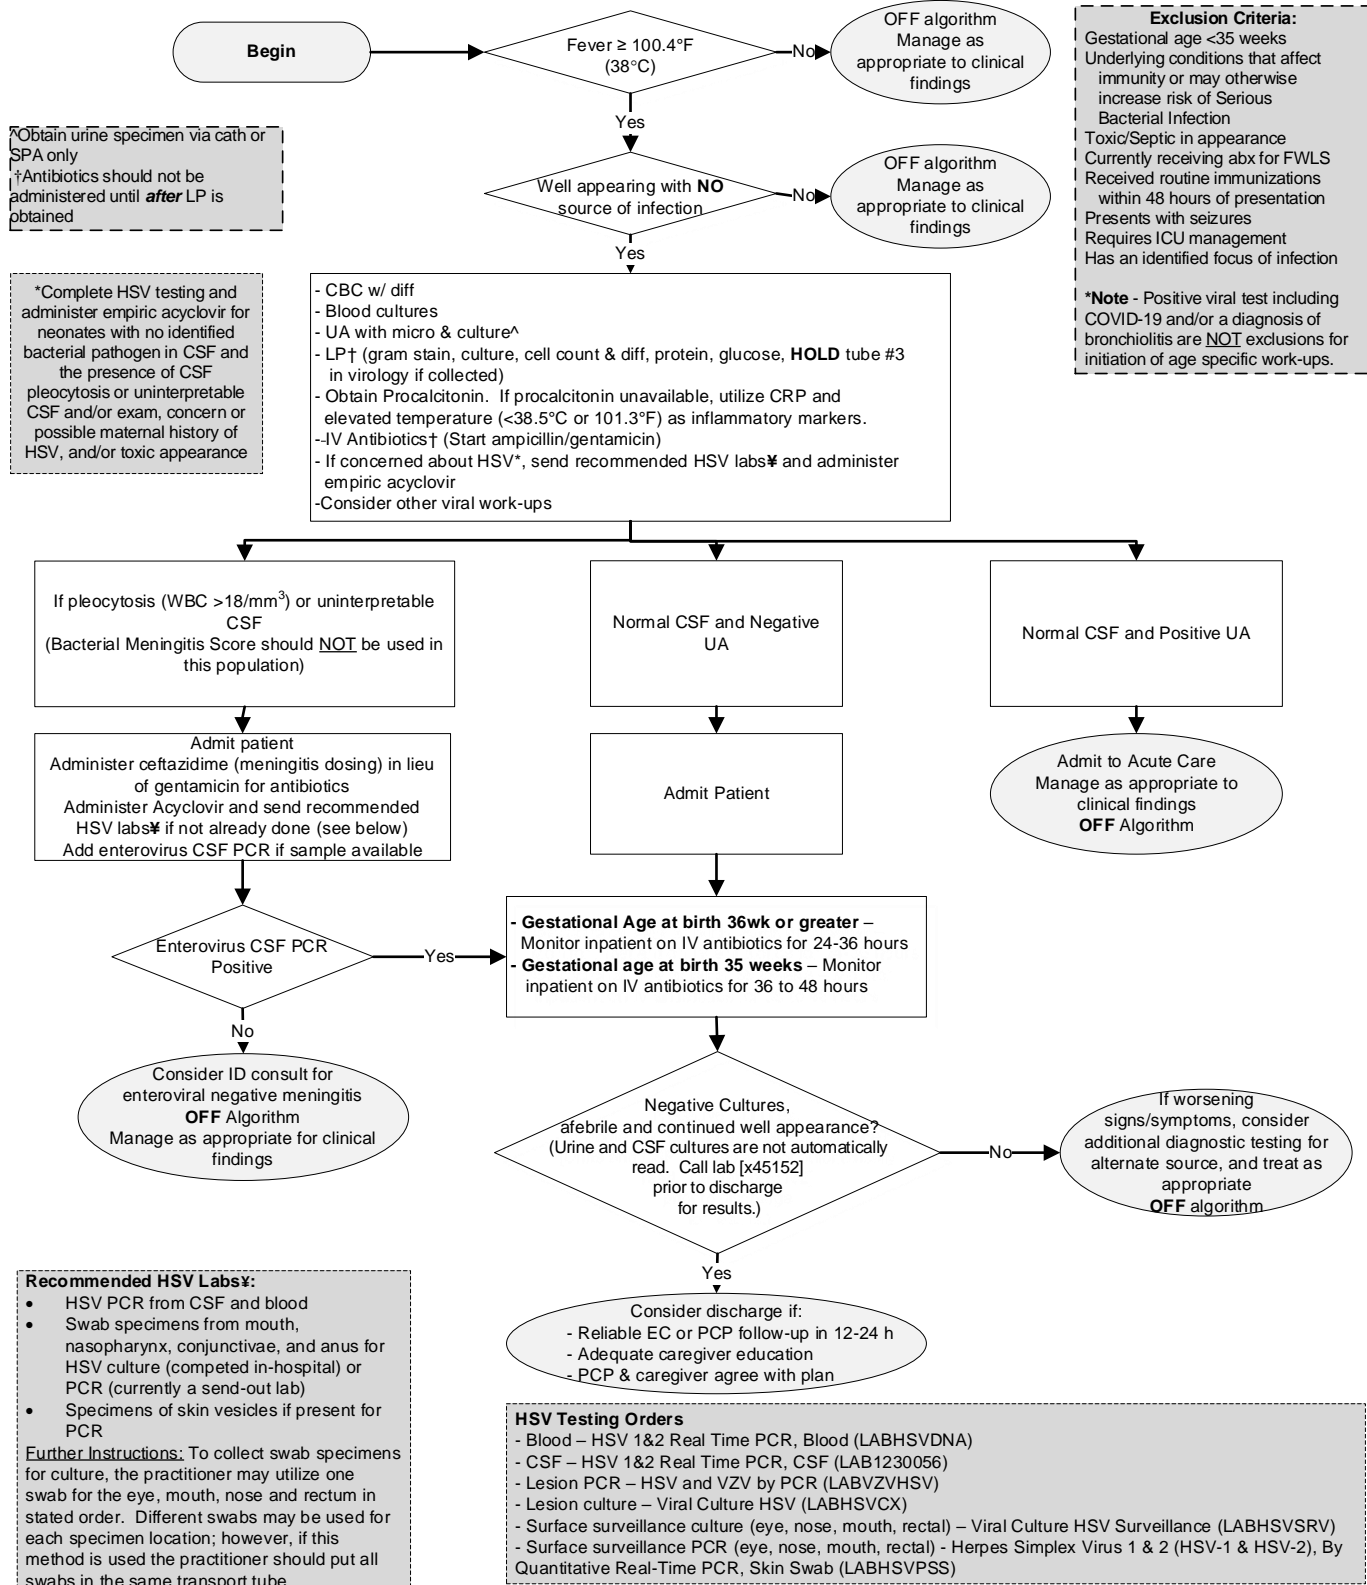 Begin
Fever ≥ 100.4°F
(38°C)
No
OFF algorithm
Manage as
appropriate to clinical
findings
Exclusion Criteria:
Gestational age <35 weeks
Underlying conditions that affect
immunity or may otherwise
increase risk of Serious
Bacterial Infection
Toxic/Septic in appearance
Currently receiving abx for FWLS
Received routine immunizations
within 48 hours of presentation
Presents with seizures
Requires ICU management
Has an identified focus of infection
*Note - Positive viral test including
COVID-19 and/or a diagnosis of
bronchiolitis are NOT exclusions for
initiation of age specific work-ups.
Yes
^Obtain urine specimen via cath or
SPA only
†Antibiotics should not be
administered until after LP is
obtained
Well appearing with NO
source of infection
No
OFF algorithm
Manage as
appropriate to clinical
findings
Yes
*Complete HSV testing and
administer empiric acyclovir for
neonates with no identified
bacterial pathogen in CSF and
the presence of CSF
pleocytosis or uninterpretable
CSF and/or exam, concern or
possible maternal history of
HSV, and/or toxic appearance
- CBC w/ diff
- Blood cultures
- UA with micro & culture^
- LP† (gram stain, culture, cell count & diff, protein, glucose, HOLD tube #3
in virology if collected)
- Obtain Procalcitonin. If procalcitonin unavailable, utilize CRP and
elevated temperature (<38.5°C or 101.3°F) as inflammatory markers.
--IV Antibiotics† (Start ampicillin/gentamicin)
- If concerned about HSV*, send recommended HSV labs¥ and administer
empiric acyclovir
-Consider other viral work-ups
If pleocytosis (WBC >18/mm³) or uninterpretable
CSF
(Bacterial Meningitis Score should NOT be used in
this population)
Normal CSF and Negative
UA
Normal CSF and Positive UA
Admit patient
Administer ceftazidime (meningitis dosing) in lieu
of gentamicin for antibiotics
Administer Acyclovir and send recommended
HSV labs¥ if not already done (see below)
Add enterovirus CSF PCR if sample available
Admit Patient
Admit to Acute Care
Manage as appropriate to
clinical findings
OFF Algorithm
Enterovirus CSF PCR
Positive
Yes
- Gestational Age at birth 36wk or greater –
Monitor inpatient on IV antibiotics for 24-36 hours
- Gestational age at birth 35 weeks – Monitor
inpatient on IV antibiotics for 36 to 48 hours
No
Consider ID consult for
enteroviral negative meningitis
OFF Algorithm
Manage as appropriate for clinical
findings
Negative Cultures,
afebrile and continued well appearance?
(Urine and CSF cultures are not automatically
read. Call lab [x45152]
prior to discharge
for results.)
No
If worsening
signs/symptoms, consider
additional diagnostic testing for
alternate source, and treat as
appropriate
OFF algorithm
Yes
Consider discharge if:
- Reliable EC or PCP follow-up in 12-24 h
- Adequate caregiver education
- PCP & caregiver agree with plan
Recommended HSV Labs¥:
• HSV PCR from CSF and blood
• Swab specimens from mouth,
nasopharynx, conjunctivae, and anus for
HSV culture (competed in-hospital) or
PCR (currently a send-out lab)
• Specimens of skin vesicles if present for
PCR
Further Instructions: To collect swab specimens
for culture, the practitioner may utilize one
swab for the eye, mouth, nose and rectum in
stated order. Different swabs may be used for
each specimen location; however, if this
method is used the practitioner should put all
swabs in the same transport tube
HSV Testing Orders
- Blood – HSV 1&2 Real Time PCR, Blood (LABHSVDNA)
- CSF – HSV 1&2 Real Time PCR, CSF (LAB1230056)
- Lesion PCR – HSV and VZV by PCR (LABVZVHSV)
- Lesion culture – Viral Culture HSV (LABHSVCX)
- Surface surveillance culture (eye, nose, mouth, rectal) – Viral Culture HSV Surveillance (LABHSVSRV)
- Surface surveillance PCR (eye, nose, mouth, rectal) - Herpes Simplex Virus 1 & 2 (HSV-1 & HSV-2), By
Quantitative Real-Time PCR, Skin Swab (LABHSVPSS)